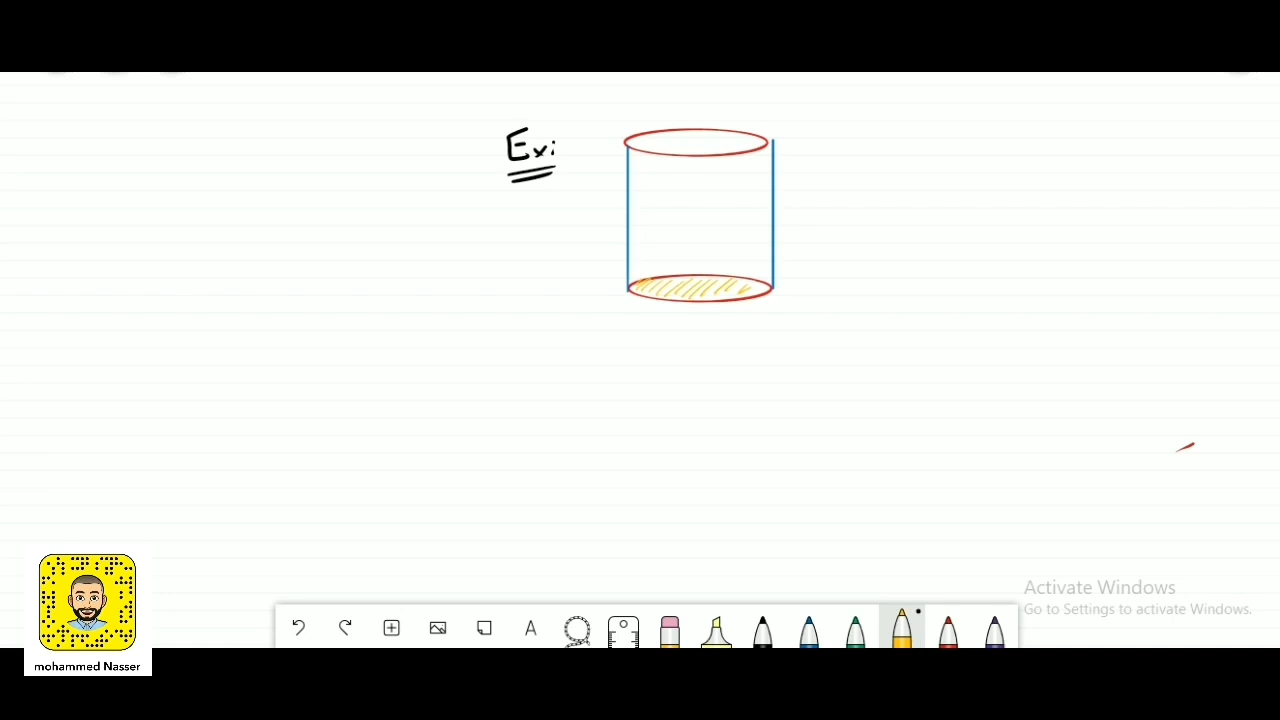 Ex:
Activate Windows
Go to Settings to activate Windows.
mohammed Nasser